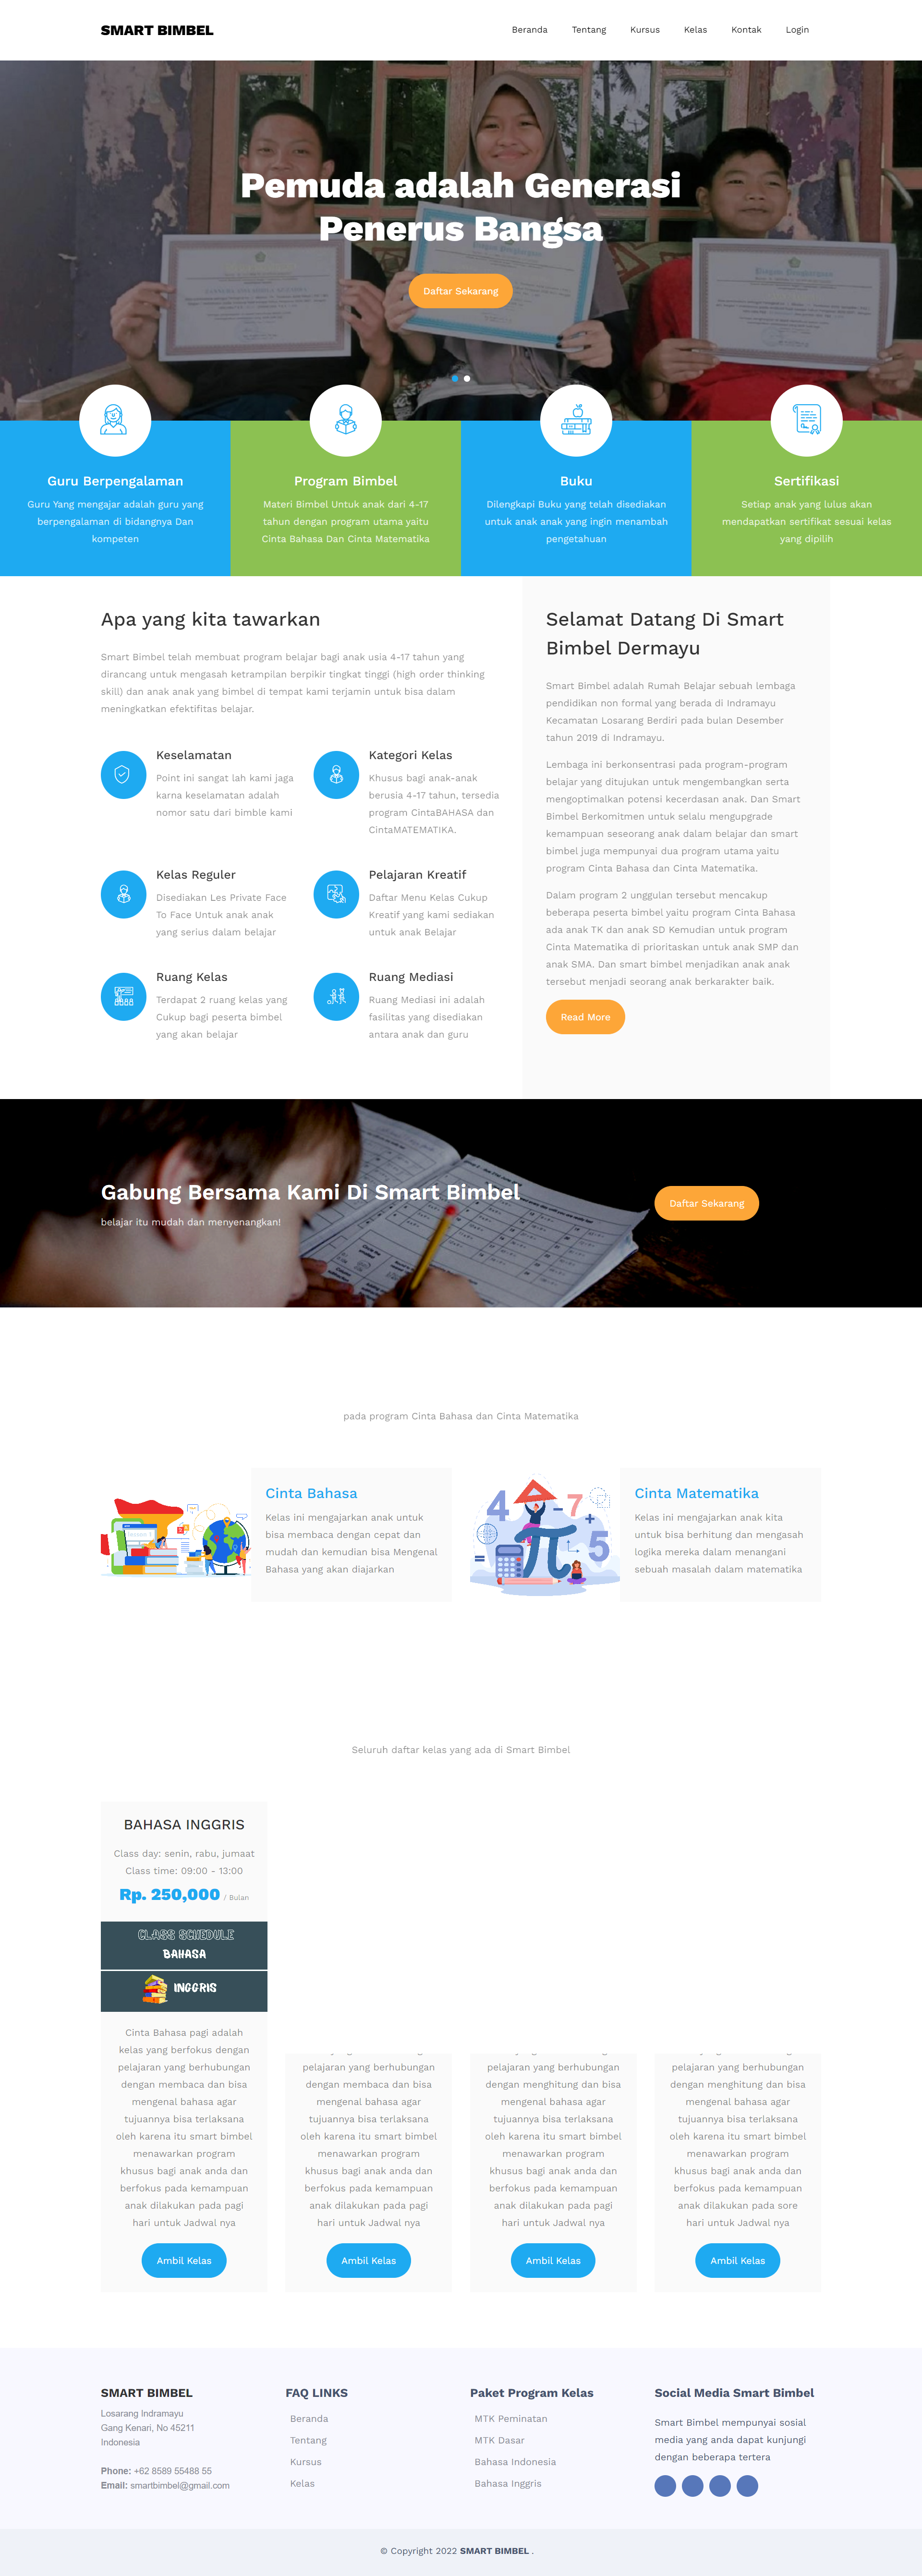 SMART BIMBEL
Beranda Tentang Kursus Kelas Kontak Login
Pemuda adalah Generasi
Penerus Bangsa
Daftar Sekarang
Guru Berpengalaman
Guru Yang mengajar adalah guru yang
berpengalaman di bidangnya Dan
kompeten
Program Bimbel
Materi Bimbel Untuk anak dari 4-17
tahun dengan program utama yaitu
Cinta Bahasa Dan Cinta Matematika
Buku
Dilengkapi Buku yang telah disediakan
untuk anak anak yang ingin menambah
pengetahuan
Sertifikasi
Setiap anak yang lulus akan
mendapatkan sertifikat sesuai kelas
yang dipilih
Apa yang kita tawarkan
Smart Bimbel telah membuat program belajar bagi anak usia 4-17 tahun yang
dirancang untuk mengasah ketrampilan berpikir tingkat tinggi (high order thinking
skill) dan anak anak yang bimbel di tempat kami terjamin untuk bisa dalam
meningkatkan efektifitas belajar.
Keselamatan
Point ini sangat lah kami jaga
karna keselamatan adalah
nomor satu dari bimble kami
Kategori Kelas
Khusus bagi anak-anak
berusia 4-17 tahun, tersedia
program CintaBAHASA dan
CintaMATEMATIKA.
Kelas Reguler
Disediakan Les Private Face
To Face Untuk anak anak
yang serius dalam belajar
Pelajaran Kreatif
Daftar Menu Kelas Cukup
Kreatif yang kami sediakan
untuk anak Belajar
Ruang Kelas
Terdapat 2 ruang kelas yang
Cukup bagi peserta bimbel
yang akan belajar
Ruang Mediasi
Ruang Mediasi ini adalah
fasilitas yang disediakan
antara anak dan guru
Selamat Datang Di Smart
Bimbel Dermayu
Smart Bimbel adalah Rumah Belajar sebuah lembaga
pendidikan non formal yang berada di Indramayu
Kecamatan Losarang Berdiri pada bulan Desember
tahun 2019 di Indramayu.
Lembaga ini berkonsentrasi pada program-program
belajar yang ditujukan untuk mengembangkan serta
mengoptimalkan potensi kecerdasan anak. Dan Smart
Bimbel Berkomitmen untuk selalu mengupgrade
kemampuan seseorang anak dalam belajar dan smart
bimbel juga mempunyai dua program utama yaitu
program Cinta Bahasa dan Cinta Matematika.
Dalam program 2 unggulan tersebut mencakup
beberapa peserta bimbel yaitu program Cinta Bahasa
ada anak TK dan anak SD Kemudian untuk program
Cinta Matematika di prioritaskan untuk anak SMP dan
anak SMA. Dan smart bimbel menjadikan anak anak
tersebut menjadi seorang anak berkarakter baik.
Read More
Gabung Bersama Kami Di Smart Bimbel
belajar itu mudah dan menyenangkan!
Daftar Sekarang
pada program Cinta Bahasa dan Cinta Matematika
Cinta Bahasa
Kelas ini mengajarkan anak untuk
bisa membaca dengan cepat dan
mudah dan kemudian bisa Mengenal
Bahasa yang akan diajarkan
4 -7 + 5 = π
Cinta Matematika
Kelas ini mengajarkan anak kita
untuk bisa berhitung dan mengasah
logika mereka dalam menangani
sebuah masalah dalam matematika
Seluruh daftar kelas yang ada di Smart Bimbel
BAHASA INGGRIS
Class day: senin, rabu, jumaat
Class time: 09:00 - 13:00
Rp. 250,000 / Bulan
CLASS SCHEDULE
BAHASA
INGGRIS
Cinta Bahasa pagi adalah
kelas yang berfokus dengan
pelajaran yang berhubungan
dengan membaca dan bisa
mengenal bahasa agar
tujuannya bisa terlaksana
oleh karena itu smart bimbel
menawarkan program
khusus bagi anak anda dan
berfokus pada kemampuan
anak dilakukan pada pagi
hari untuk Jadwal nya
Ambil Kelas
pelajaran yang berhubungan
dengan membaca dan bisa
mengenal bahasa agar
tujuannya bisa terlaksana
oleh karena itu smart bimbel
menawarkan program
khusus bagi anak anda dan
berfokus pada kemampuan
anak dilakukan pada pagi
hari untuk Jadwal nya
Ambil Kelas
pelajaran yang berhubungan
dengan menghitung dan bisa
mengenal bahasa agar
tujuannya bisa terlaksana
oleh karena itu smart bimbel
menawarkan program
khusus bagi anak anda dan
berfokus pada kemampuan
anak dilakukan pada pagi
hari untuk Jadwal nya
Ambil Kelas
pelajaran yang berhubungan
dengan menghitung dan bisa
mengenal bahasa agar
tujuannya bisa terlaksana
oleh karena itu smart bimbel
menawarkan program
khusus bagi anak anda dan
berfokus pada kemampuan
anak dilakukan pada sore
hari untuk Jadwal nya
Ambil Kelas
SMART BIMBEL
Losarang Indramayu
Gang Kenari, No 45211
Indonesia
Phone: +62 8589 55488 55
Email: smartbimbel@gmail.com
FAQ LINKS
Beranda
Tentang
Kursus
Kelas
Paket Program Kelas
MTK Peminatan
MTK Dasar
Bahasa Indonesia
Bahasa Inggris
Social Media Smart Bimbel
Smart Bimbel mempunyai sosial
media yang anda dapat kunjungi
dengan beberapa tertera
© Copyright 2022 SMART BIMBEL .